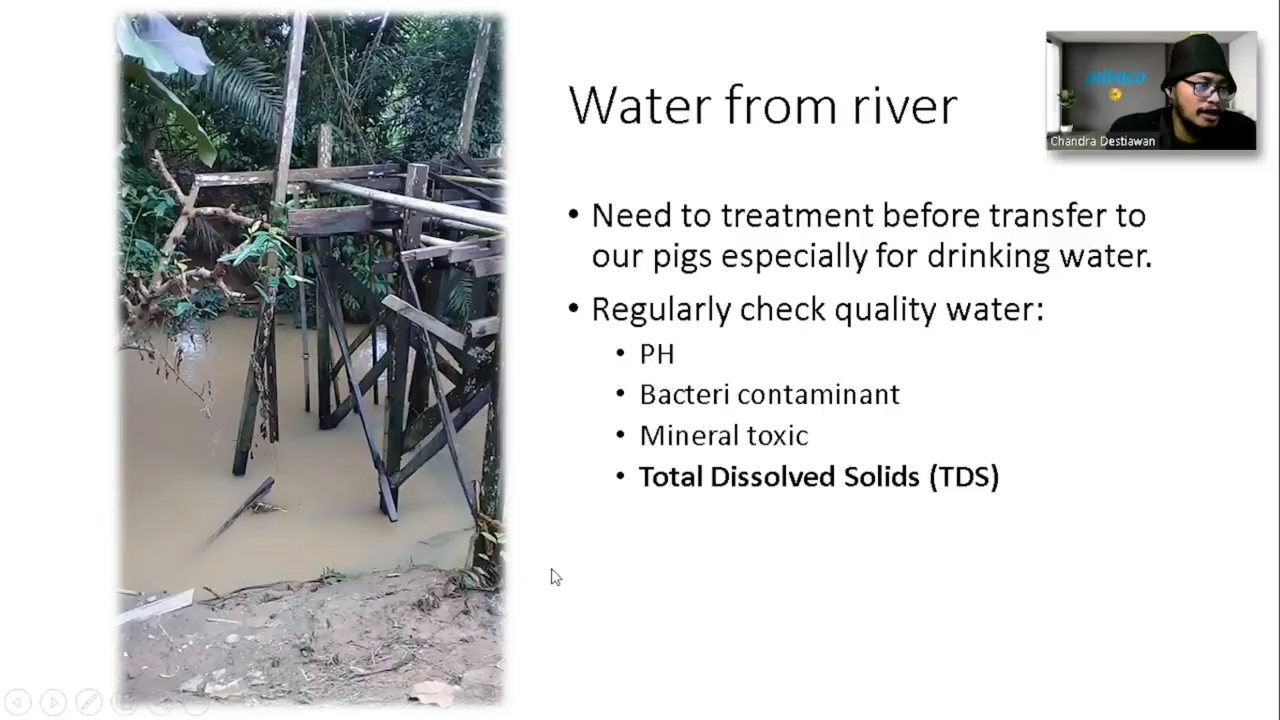 Water from river
Chandra Destiawan
• Need to treatment before transfer to
our pigs especially for drinking water.
• Regularly check quality water:
• PH
• Bacteri contaminant
• Mineral toxic
• Total Dissolved Solids (TDS)